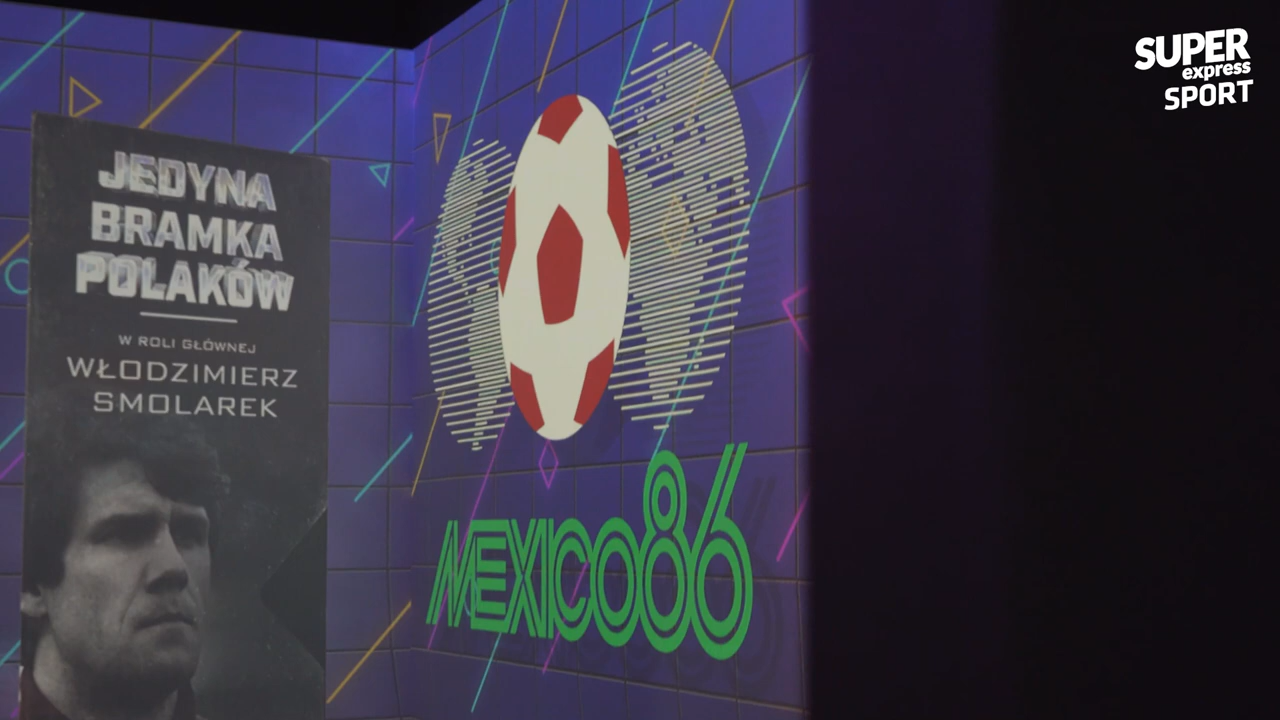 JEDYNA
BRAMKA
POLAKÓW
W ROLI GŁÓWNEJ
WŁODZIMIERZ
SMOLAREK
MEXICO86
SUPER
express
SPORT